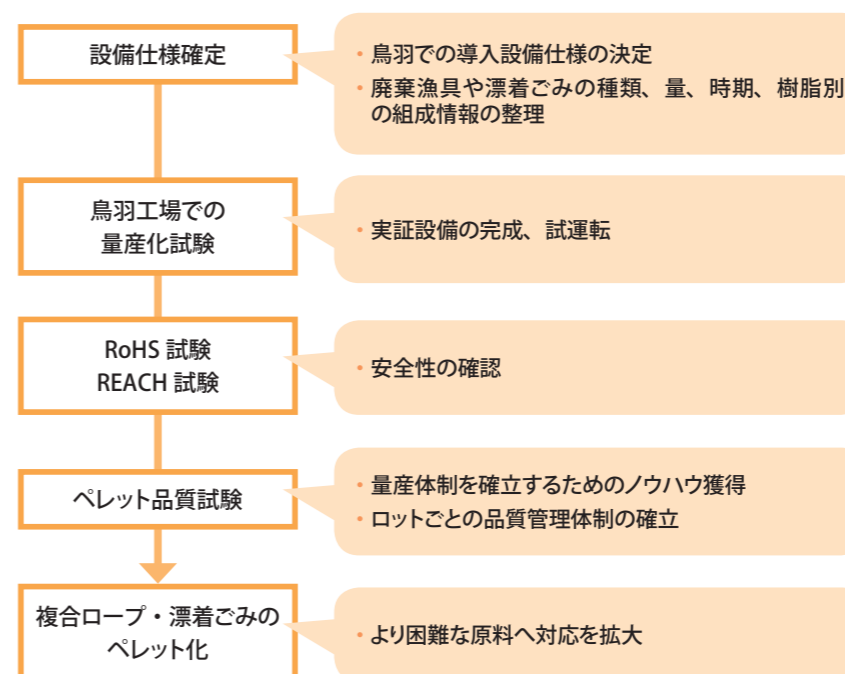 設備仕様確定
・鳥羽での導入設備仕様の決定
・廃棄漁具や漂着ごみの種類、量、時期、樹脂別
の組成情報の整理
鳥羽工場での
量産化試験
・実証設備の完成、試運転
RoHS 試験
REACH 試験
・安全性の確認
ペレット品質試験
・量産体制を確立するためのノウハウ獲得
・ロットごとの品質管理体制の確立
複合ロープ・漂着ごみの
ペレット化
・より困難な原料へ対応を拡大